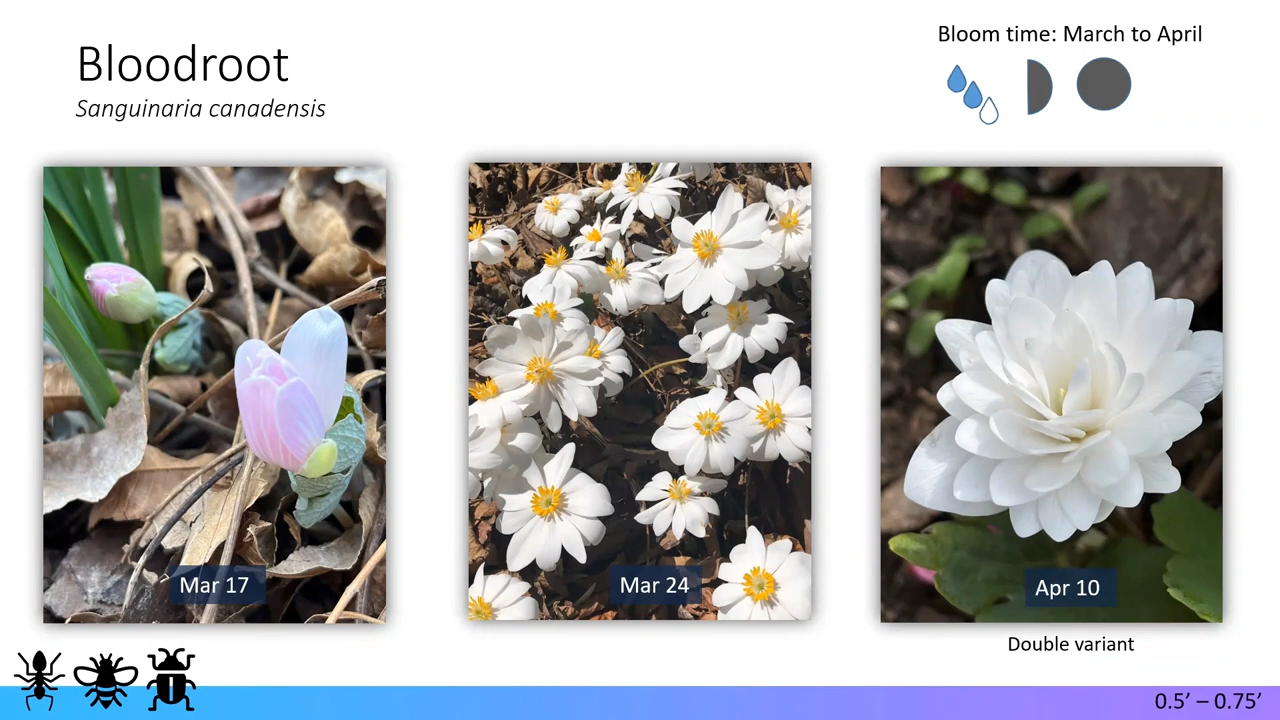 Bloodroot
Sanguinaria canadensis
Bloom time: March to April
Mar 17
Mar 24
Apr 10
Double variant
0.5’ – 0.75’